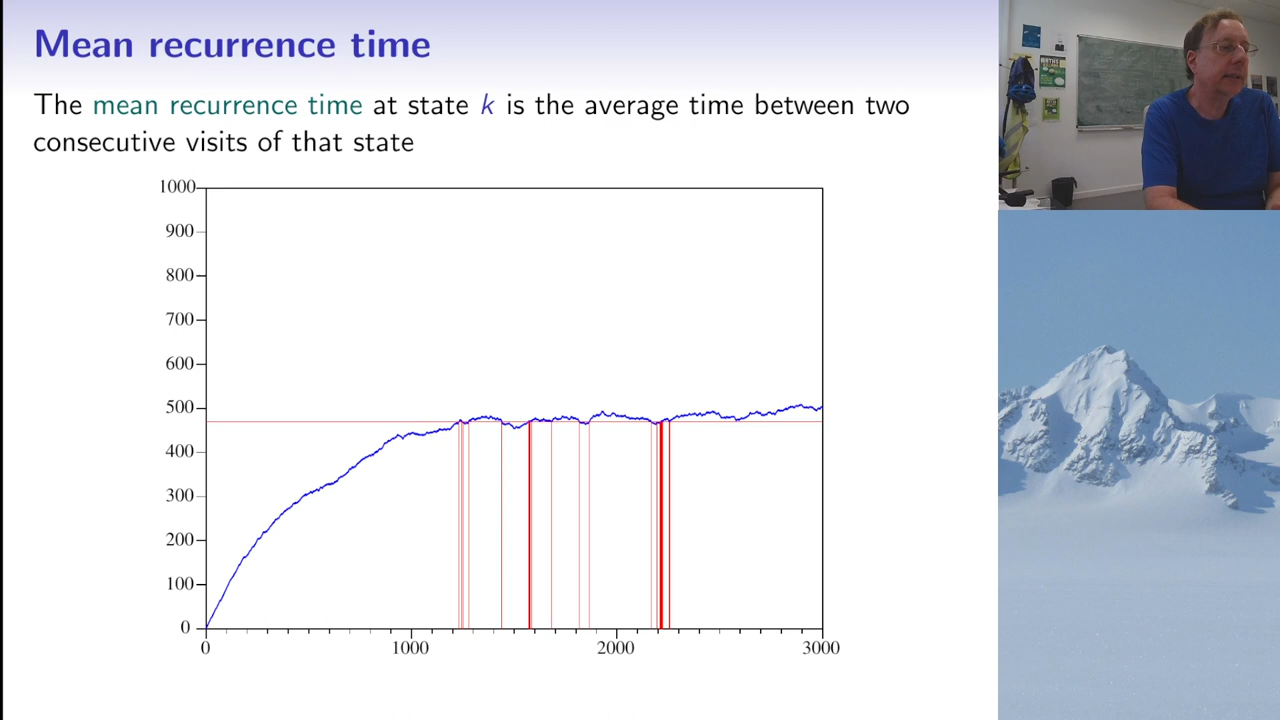 Mean recurrence time
The mean recurrence time at state k is the average time between two
consecutive visits of that state
1000
900
800
700
600
500
400
300
200
100
0
0 1000 2000 3000